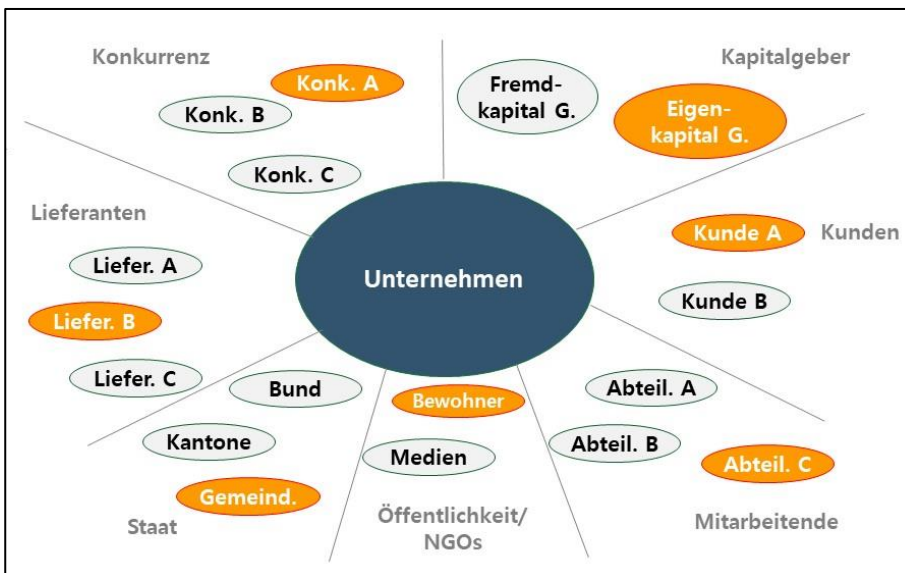 Konkurrenz
Konk. A
Konk. B
Konk. C
Fremd-
kapital G.
Kapitalgeber
Eigen-
kapital G.
Lieferanten
Liefer. A
Liefer. B
Liefer. C
Unternehmen
Kunde A
Kunden
Kunde B
Bund
Kantone
Gemeind.
Staat
Bewohner
Medien
Öffentlichkeit/
NGOs
Abteil. A
Abteil. B
Abteil. C
Mitarbeitende